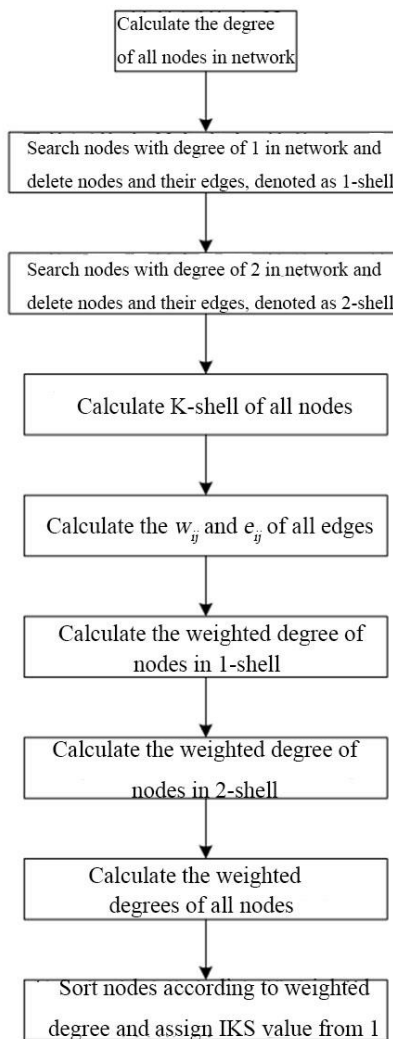 Calculate the degree
of all nodes in network
Search nodes with degree of 1 in network and
delete nodes and their edges, denoted as 1-shell
Search nodes with degree of 2 in network and
delete nodes and their edges, denoted as 2-shell
Calculate K-shell of all nodes
Calculate the w_ij and e_ij of all edges
Calculate the weighted degree of
nodes in 1-shell
Calculate the weighted degree of
nodes in 2-shell
Calculate the weighted
degrees of all nodes
Sort nodes according to weighted
degree and assign IKS value from 1